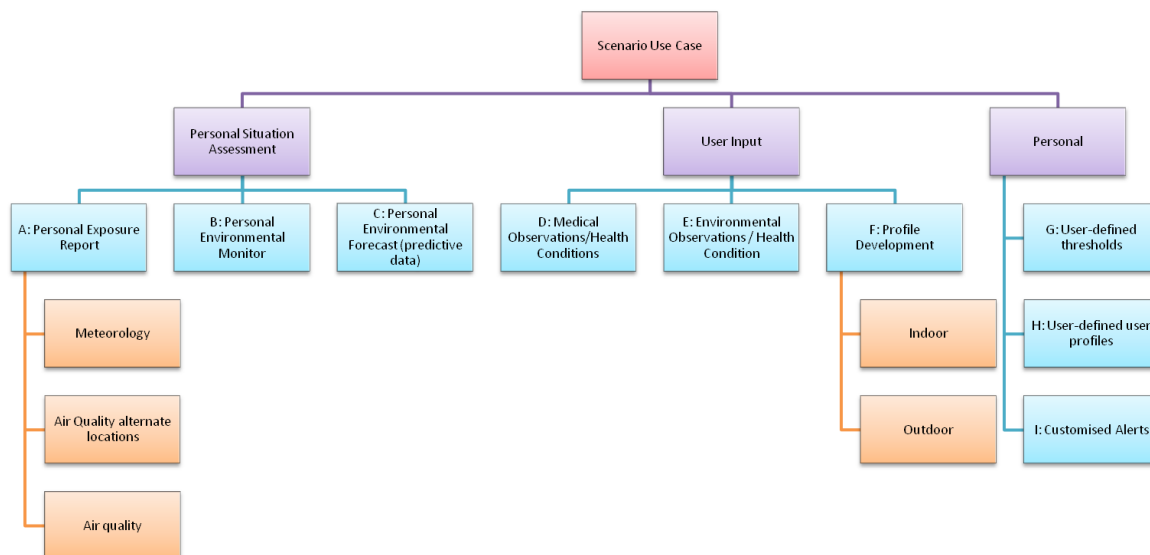 Scenario Use Case
Personal Situation
Assessment
User Input
Personal
A: Personal Exposure
Report
B: Personal
Environmental
Monitor
C: Personal
Environmental
Forecast (predictive
data)
D: Medical
Observations/Health
Conditions
E: Environmental
Observations / Health
Condition
F: Profile
Development
G: User-defined
thresholds
Meteorology
Indoor
H: User-defined user
profiles
Air Quality alternate
locations
Outdoor
I: Customised Alerts
Air quality